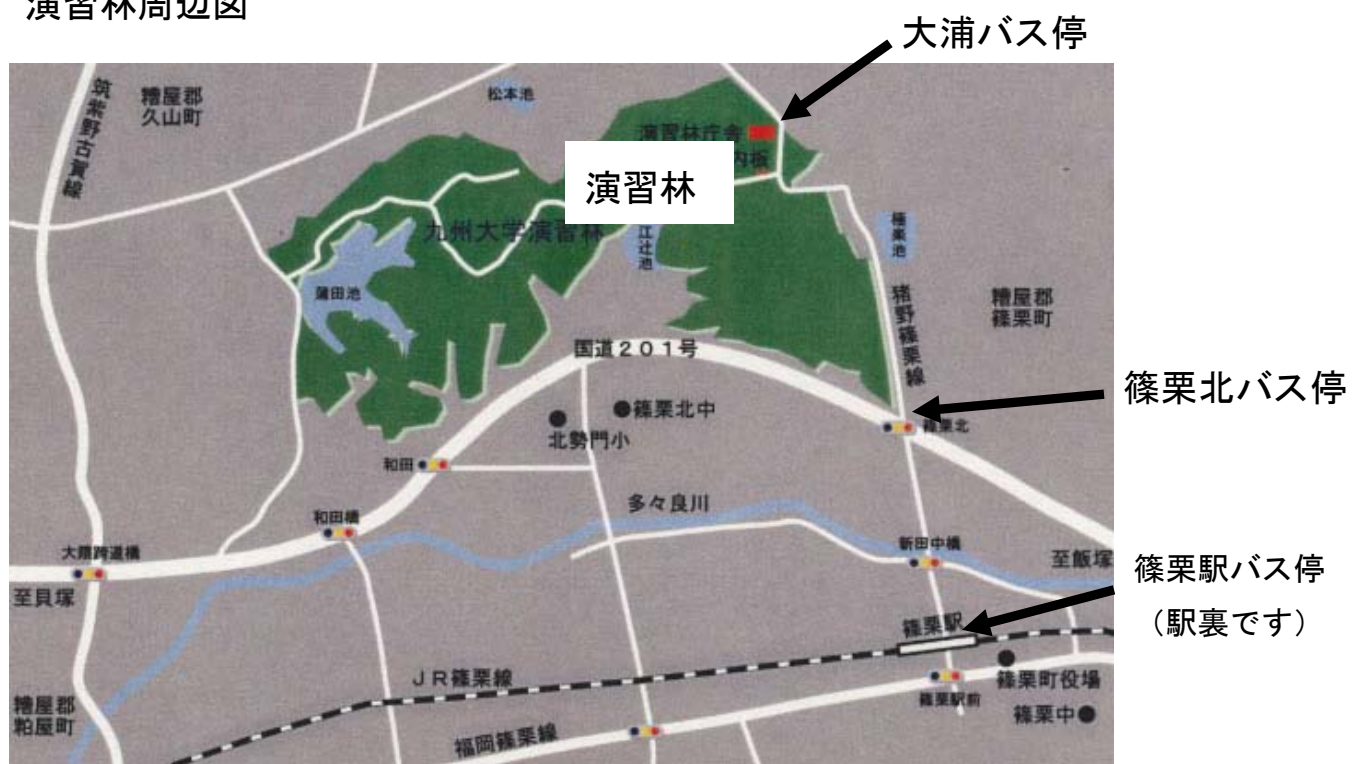 演習林周辺図
大浦バス停
筑紫野古賀線
糟屋郡
久山町
松本池
演習林庁舎
内板
演習林
九州大学演習林
江辻池
蒲田池
極楽池
猪野篠栗線
糟屋郡
篠栗町
国道201号
篠栗北バス停
篠栗北中
北勢門小
篠栗北
和田
多々良川
和田橋
大隈跨道橋
新田中橋
至飯塚
至貝塚
篠栗駅バス停
(駅裏です)
篠栗駅
JR篠栗線
篠栗町役場
篠栗駅前
篠栗中
糟屋郡
粕屋町
福岡篠栗線